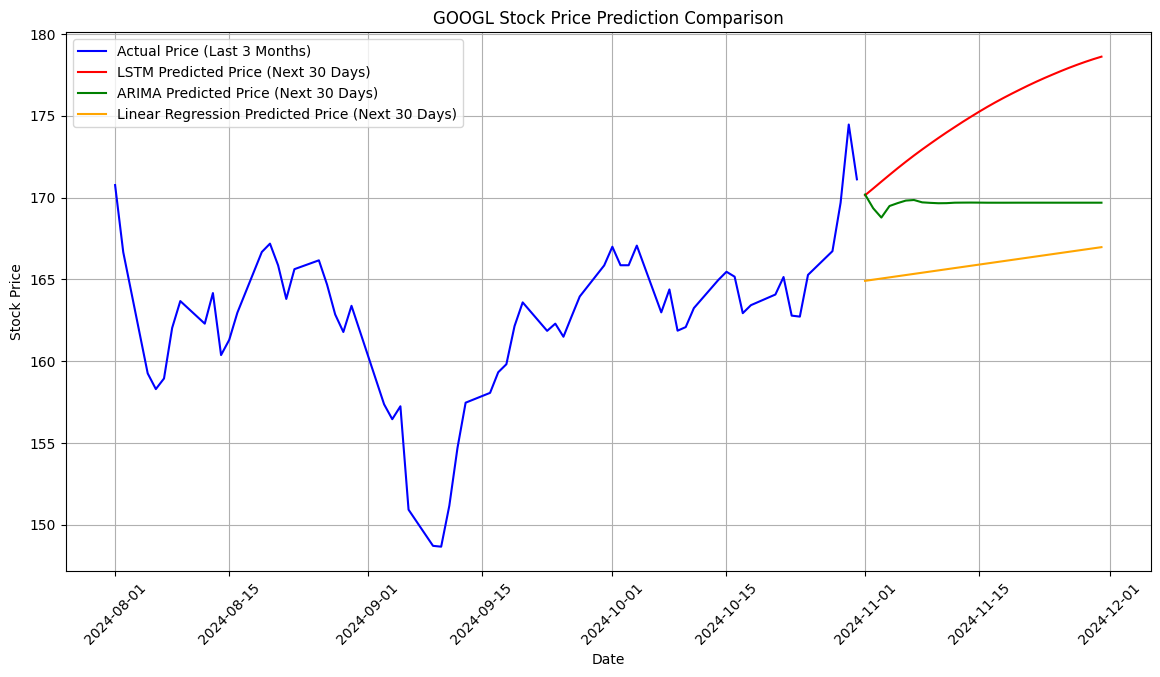 GOOGL Stock Price Prediction Comparison
Actual Price (Last 3 Months)
LSTM Predicted Price (Next 30 Days)
ARIMA Predicted Price (Next 30 Days)
Linear Regression Predicted Price (Next 30 Days)
Stock Price
180
175
170
165
160
155
150
2024-08-01
2024-08-15
2024-09-01
2024-09-15
2024-10-01
2024-10-15
2024-11-01
2024-11-15
2024-12-01
Date